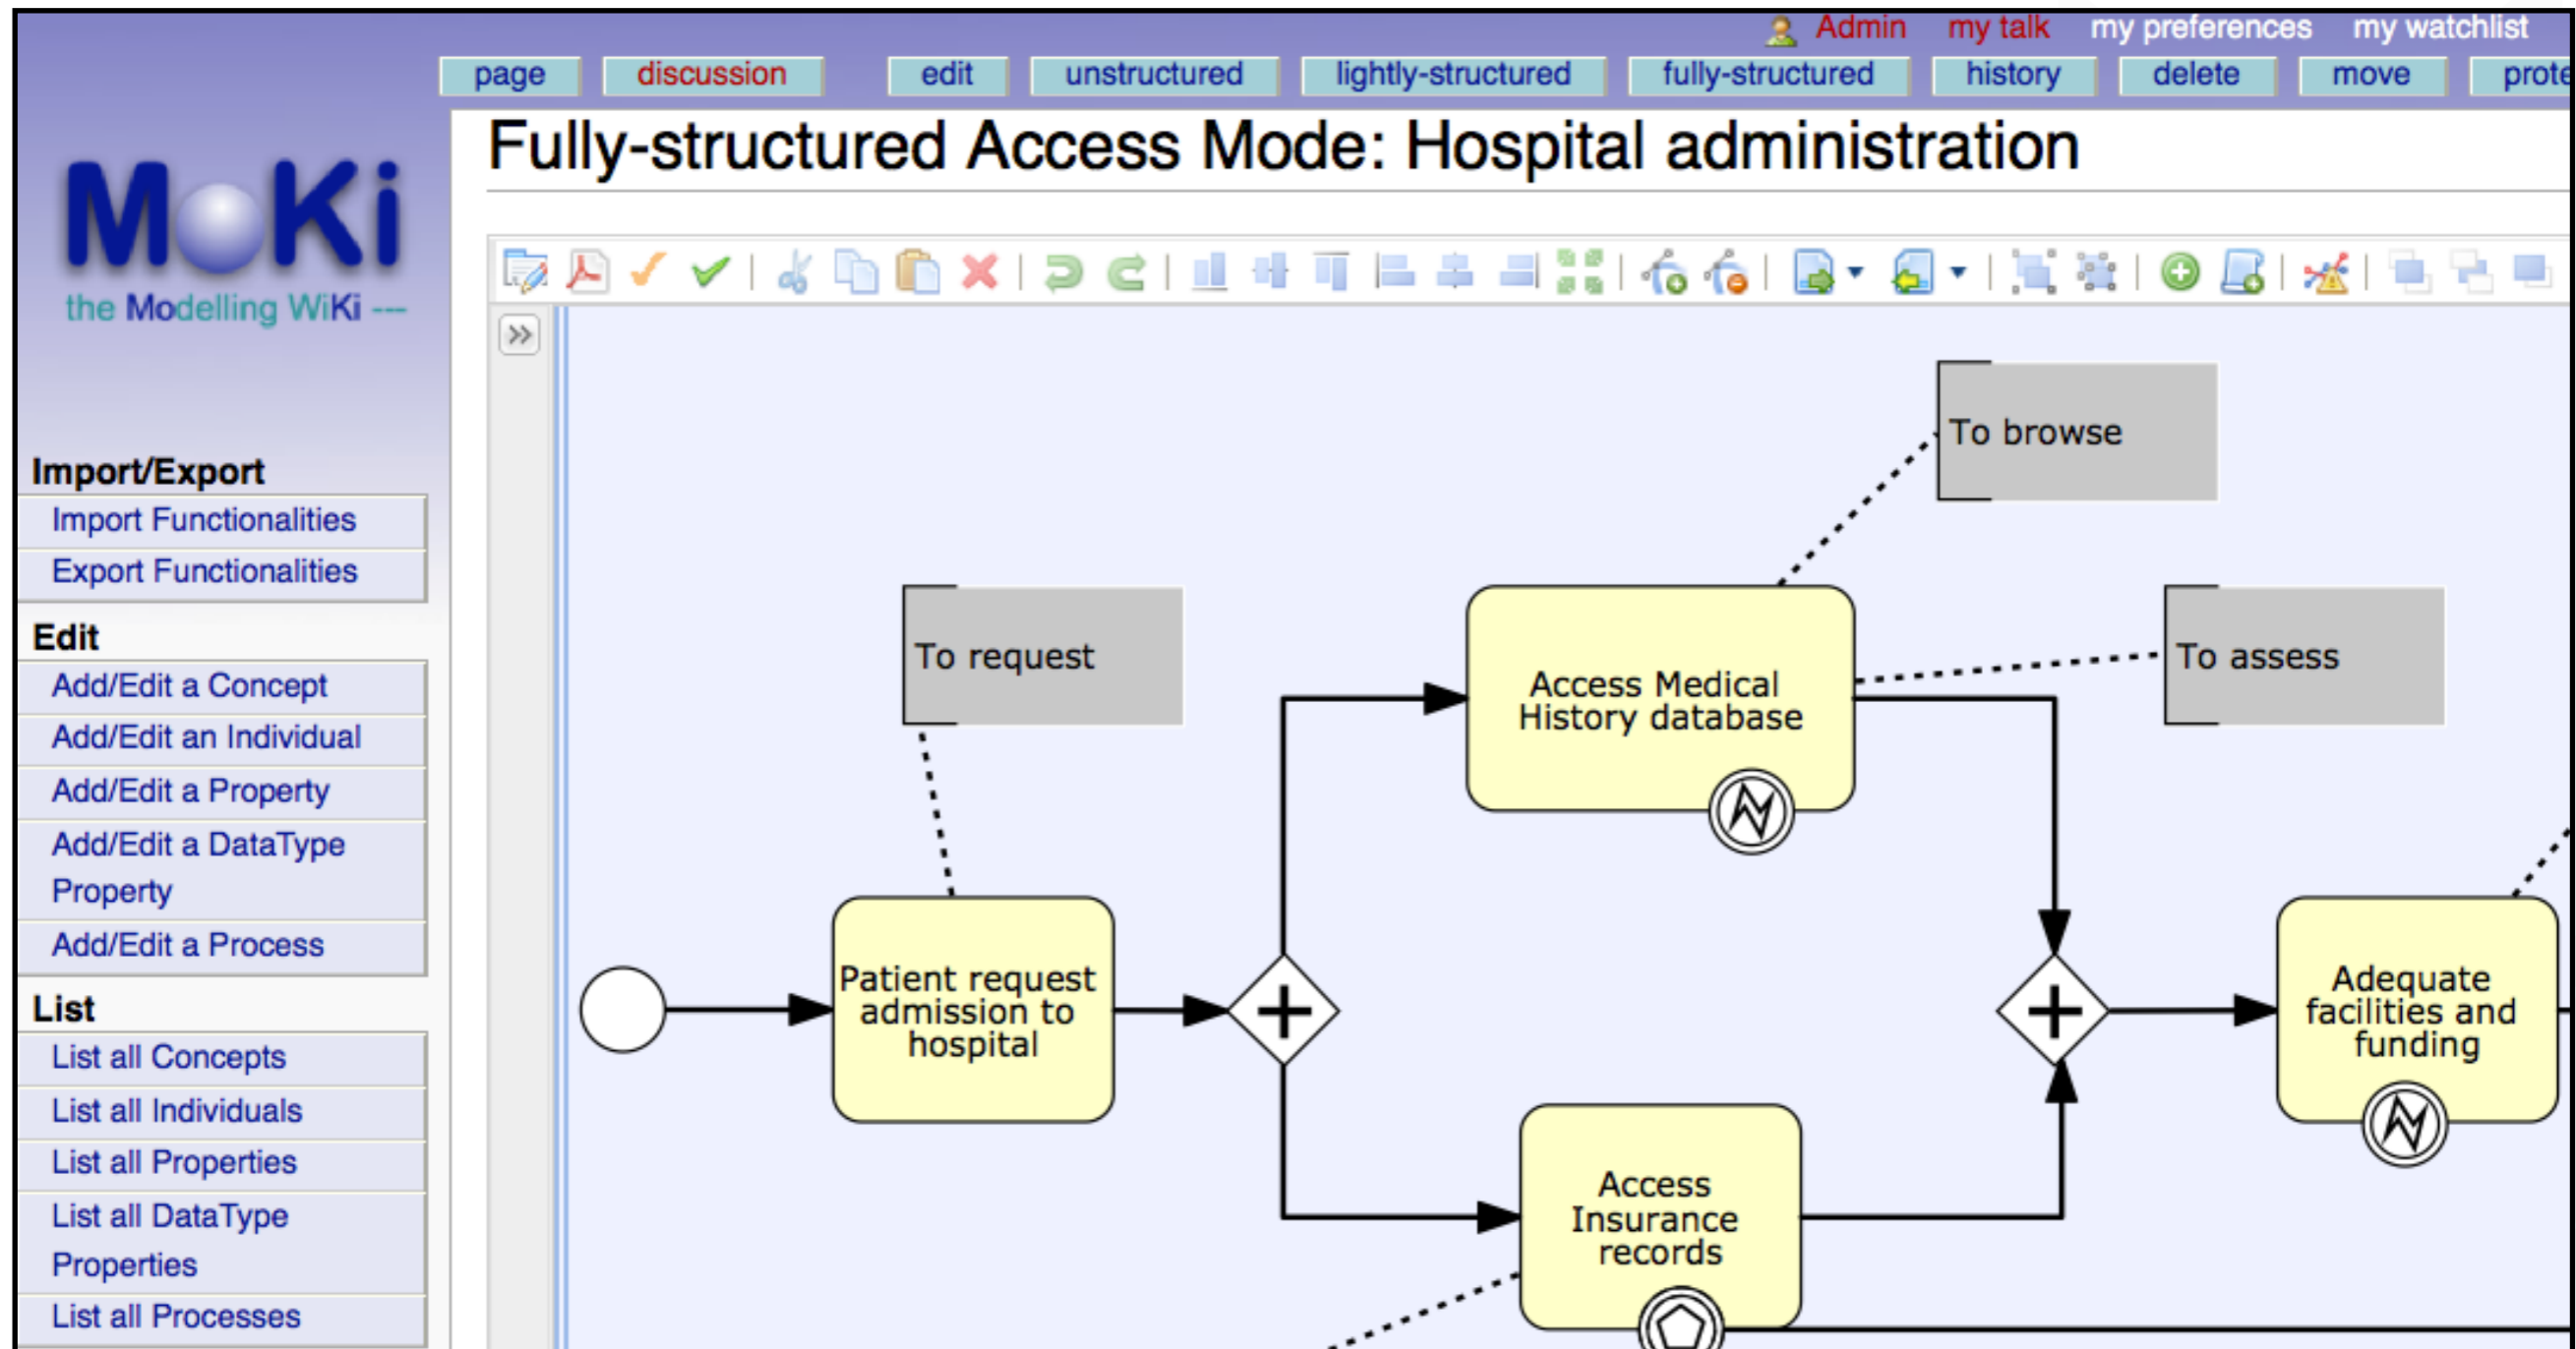 Admin my talk my preferences my watchlist
page discussion edit unstructured lightly-structured fully-structured history delete move prote
MoKi
the Modelling WiKi ---
Fully-structured Access Mode: Hospital administration
Import/Export
Import Functionalities
Export Functionalities
Edit
Add/Edit a Concept
Add/Edit an Individual
Add/Edit a Property
Add/Edit a DataType
Property
Add/Edit a Process
List
List all Concepts
List all Individuals
List all Properties
List all DataType
Properties
List all Processes
To browse
To request
To assess
Access Medical
History database
Patient request
admission to
hospital
Adequate
facilities and
funding
Access
Insurance
records